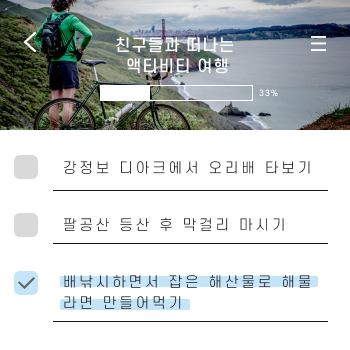 친구들과 떠나는
액티비티 여행
33%
강정보 디아크에서 오리배 타보기
팔공산 등산 후 막걸리 마시기
배낚시하면서 잡은 해산물로 해물
라면 만들어먹기